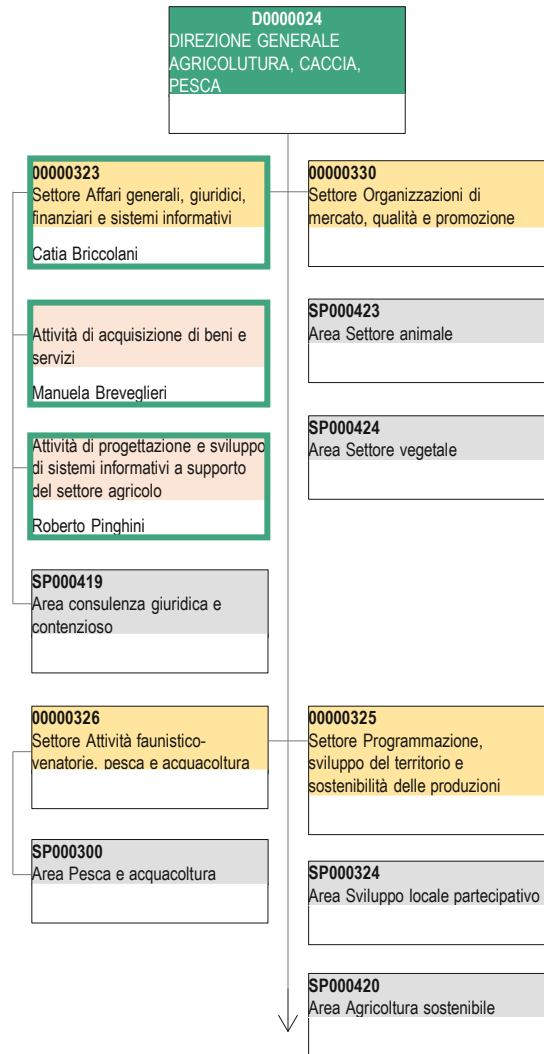 D0000024
DIREZIONE GENERALE
AGRICOLUTURA, CACCIA,
PESCA
00000323
Settore Affari generali, giuridici,
finanziari e sistemi informativi
Catia Briccolani
Attività di acquisizione di beni e
servizi
Manuela Breveglieri
Attività di progettazione e sviluppo
di sistemi informativi a supporto
del settore agricolo
Roberto Pinghini
SP000419
Area consulenza giuridica e
contenzioso
00000330
Settore Organizzazioni di
mercato, qualità e promozione
SP000423
Area Settore animale
SP000424
Area Settore vegetale
00000326
Settore Attività faunistico-
venatorie, pesca e acquacoltura
SP000300
Area Pesca e acquacoltura
00000325
Settore Programmazione,
sviluppo del territorio e
sostenibilità delle produzioni
SP000324
Area Sviluppo locale partecipativo
SP000420
Area Agricoltura sostenibile